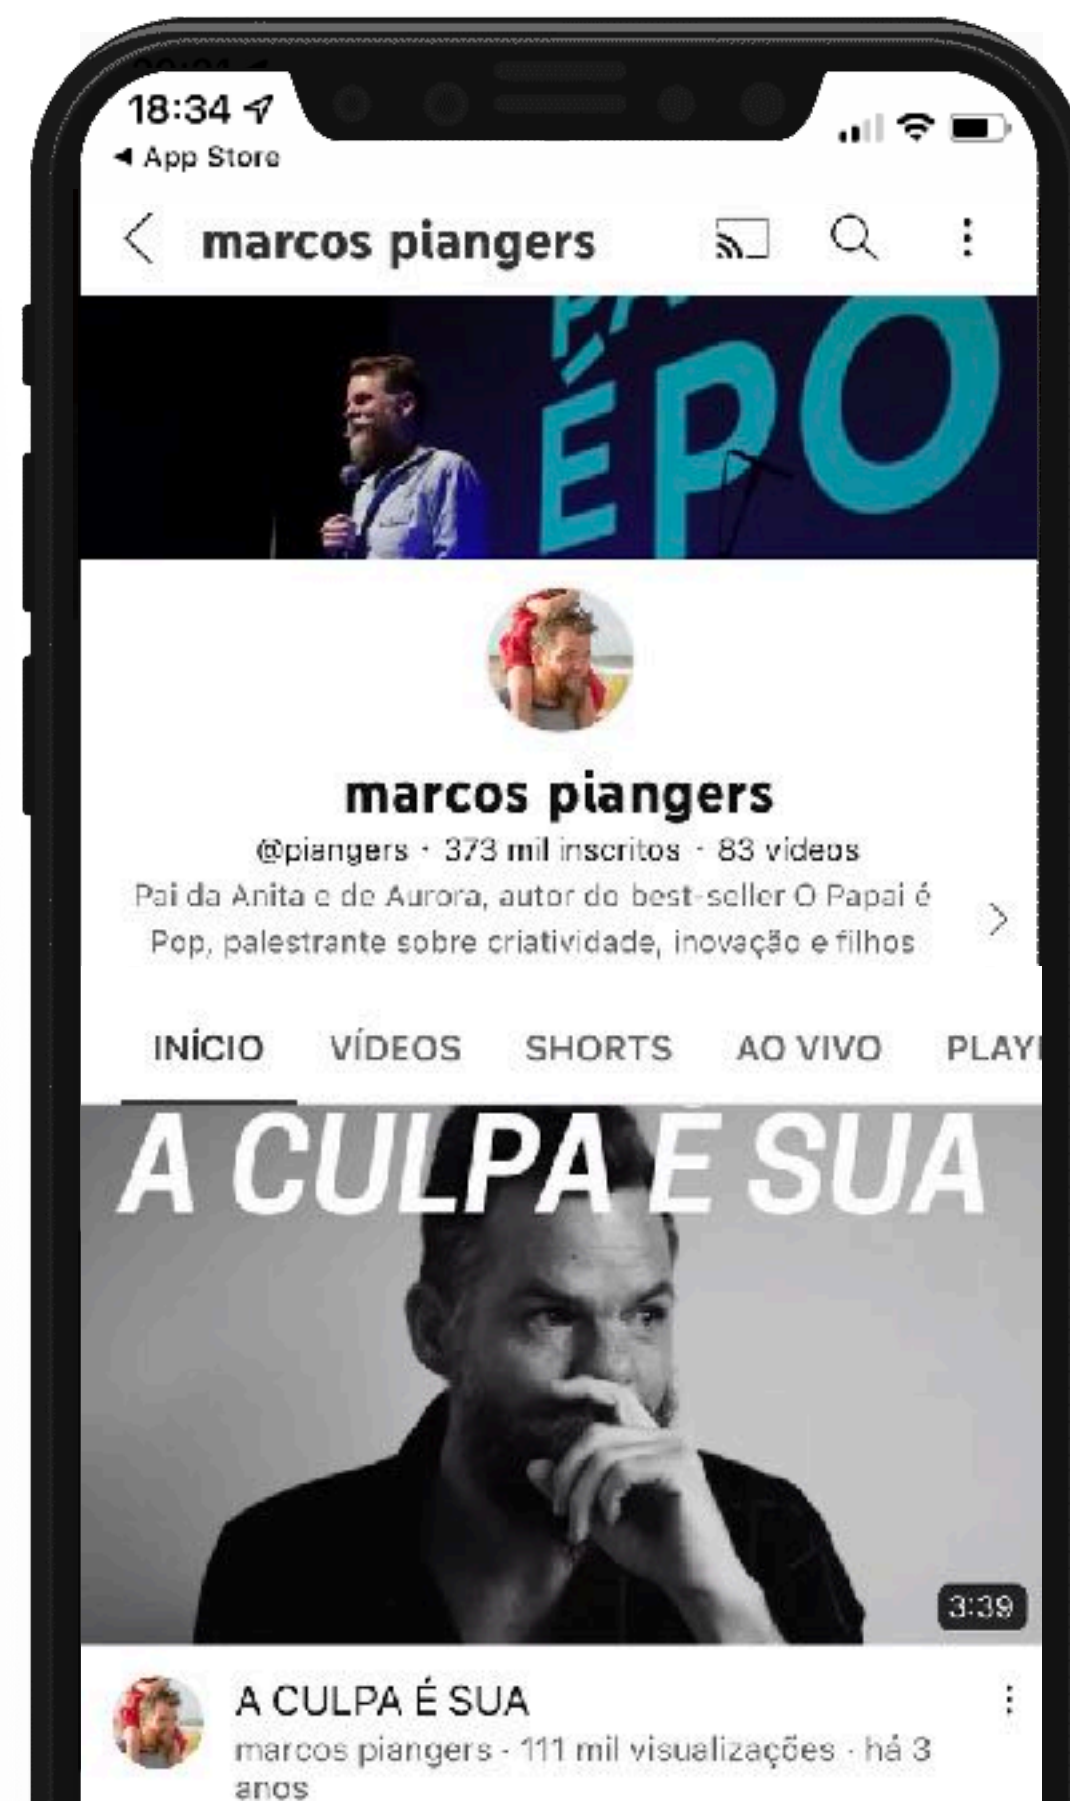 18:34
App Store
marcos piangers
É PO
marcos piangers
@piangers · 373 mil inscritos · 83 vídeos
Pai da Anita e de Aurora, autor do best-seller O Papai é
Pop, palestrante sobre criatividade, inovação e filhos
INÍCIO VÍDEOS SHORTS AO VIVO PLAYI
A CULPA É SUA
3:39
A CULPA É SUA
marcos piangers · 111 mil visualizações · há 3
anos